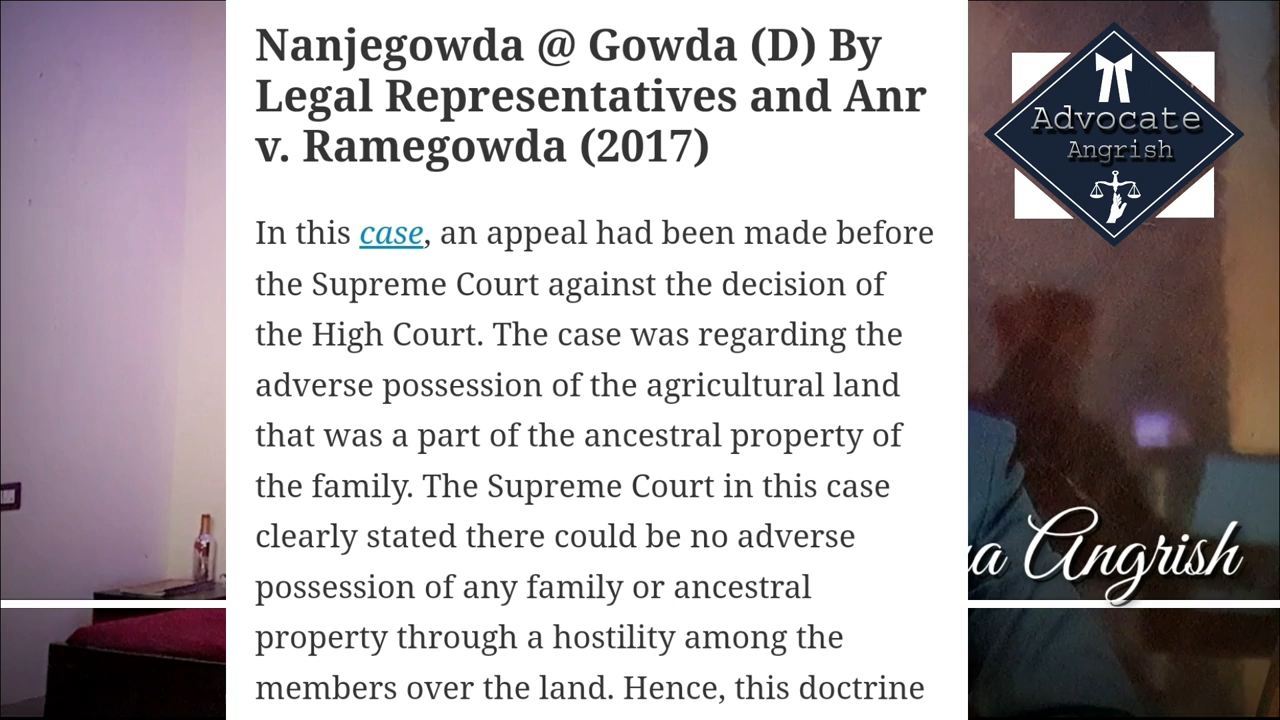 Nanjegowda @ Gowda (D) By
Legal Representatives and Anr
v. Ramegowda (2017)
In this case, an appeal had been made before
the Supreme Court against the decision of
the High Court. The case was regarding the
adverse possession of the agricultural land
that was a part of the ancestral property of
the family. The Supreme Court in this case
clearly stated there could be no adverse
possession of any family or ancestral
property through a hostility among the
members over the land. Hence, this doctrine
Advocate
Angrish
Angrish